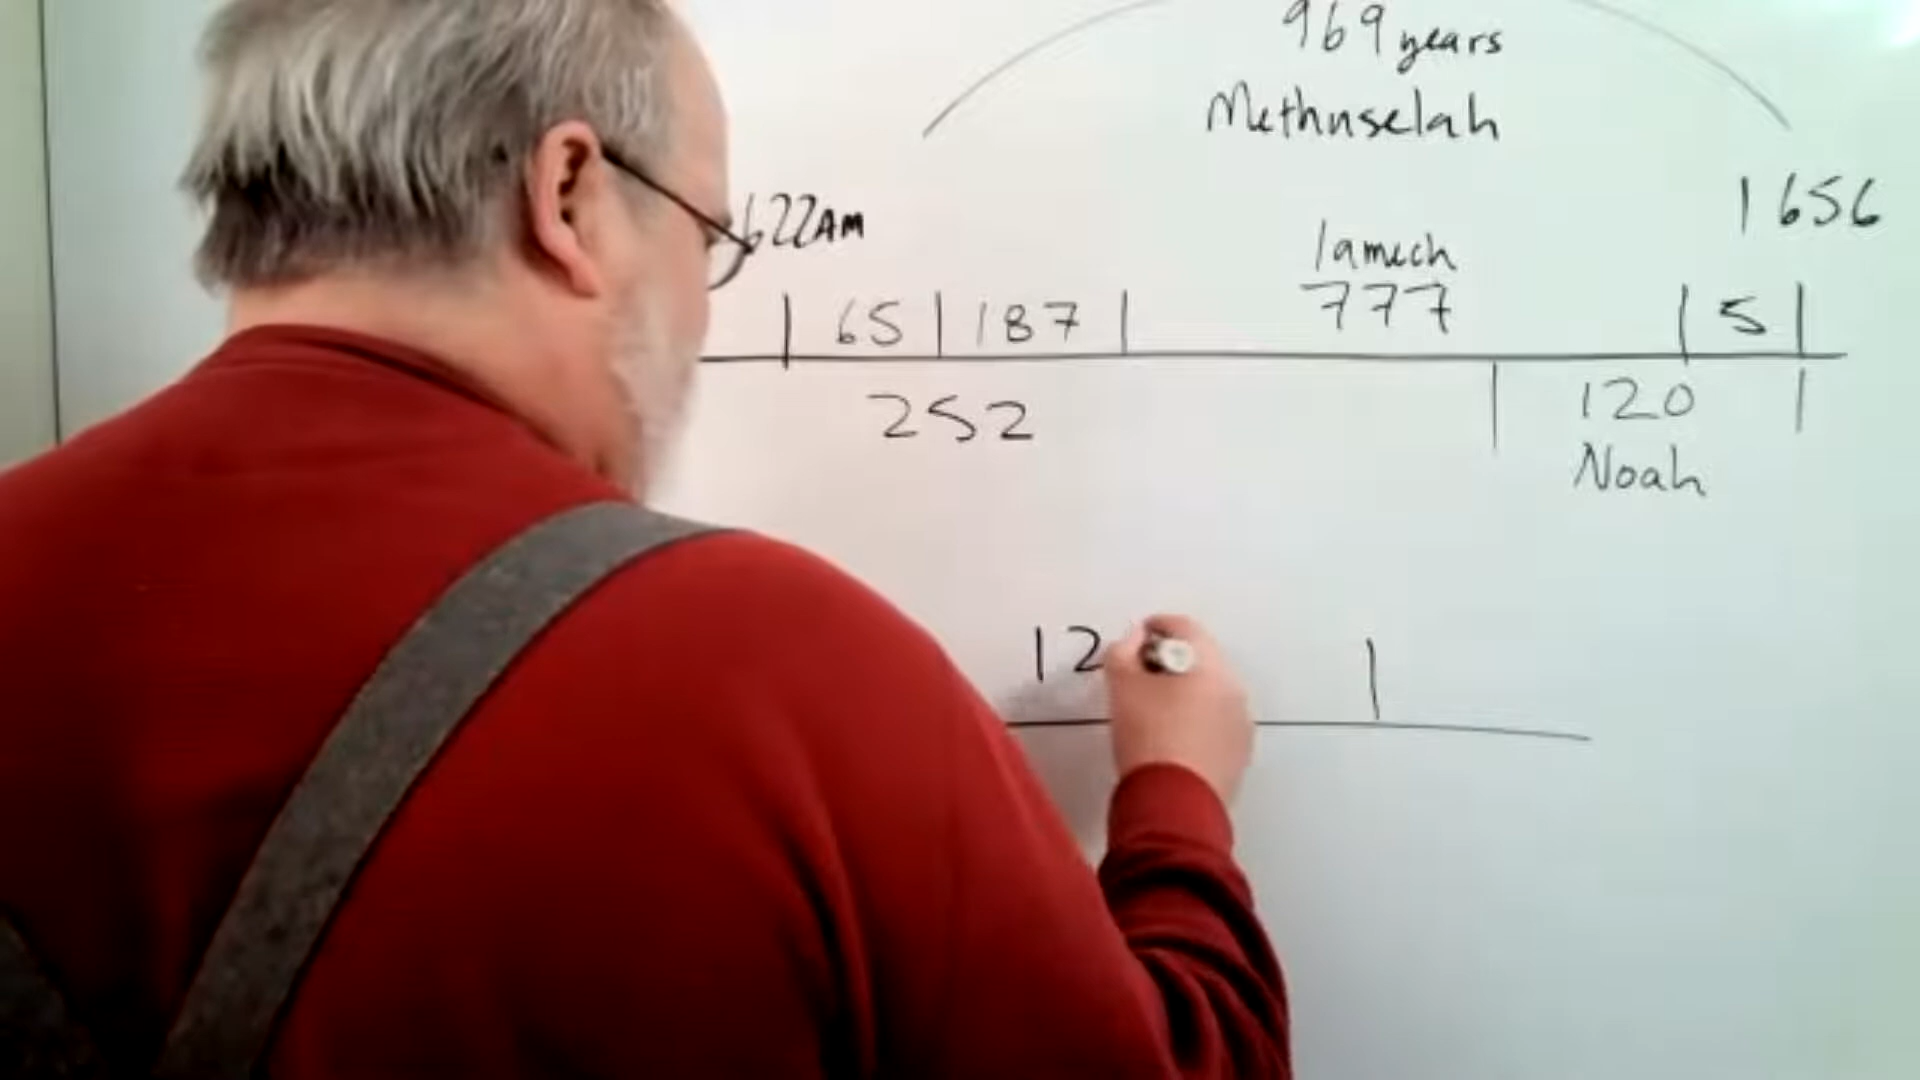 969 years
Methuselah
1656
622AM
lamech
777
| 65 | 187 | | 5 |
252
| 120 |
Noah
12